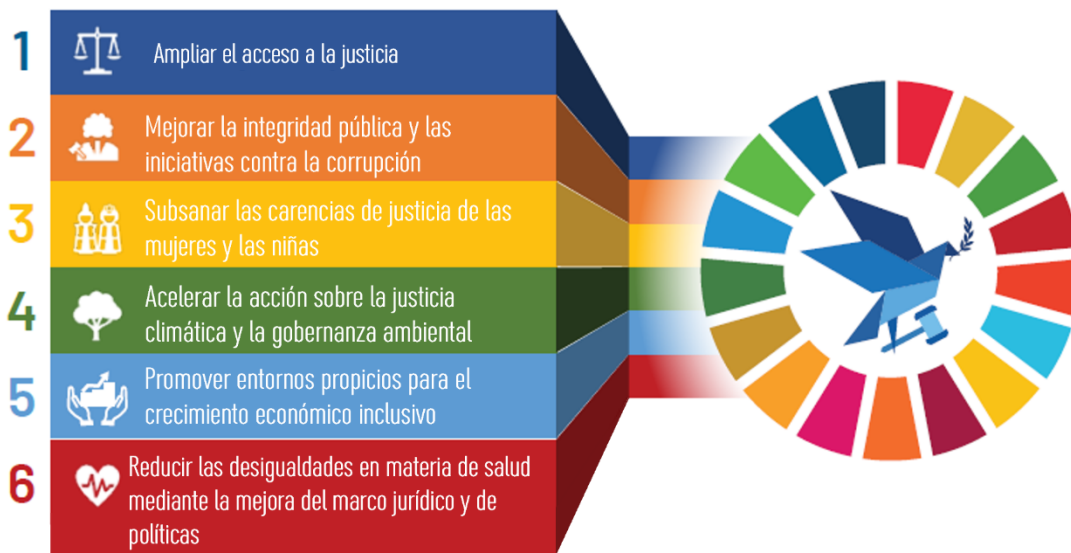 1
Ampliar el acceso a la justicia
2
Mejorar la integridad pública y las
iniciativas contra la corrupción
3
Subsanar las carencias de justicia de las
mujeres y las niñas
4
Acelerar la acción sobre la justicia
climática y la gobernanza ambiental
5
Promover entornos propicios para el
crecimiento económico inclusivo
6
Reducir las desigualdades en materia de salud
mediante la mejora del marco jurídico y de
políticas